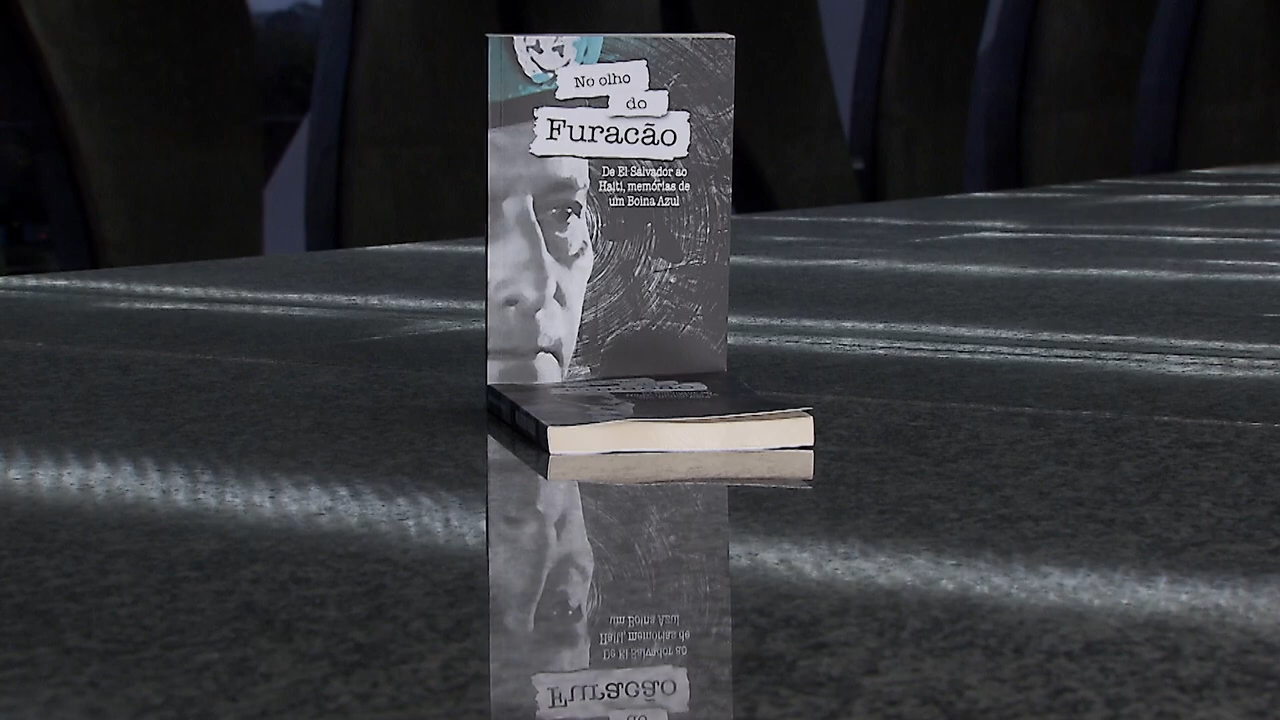 No olho
do
Furacão
De El Salvador ao
Haiti, memórias de
um Boina Azul